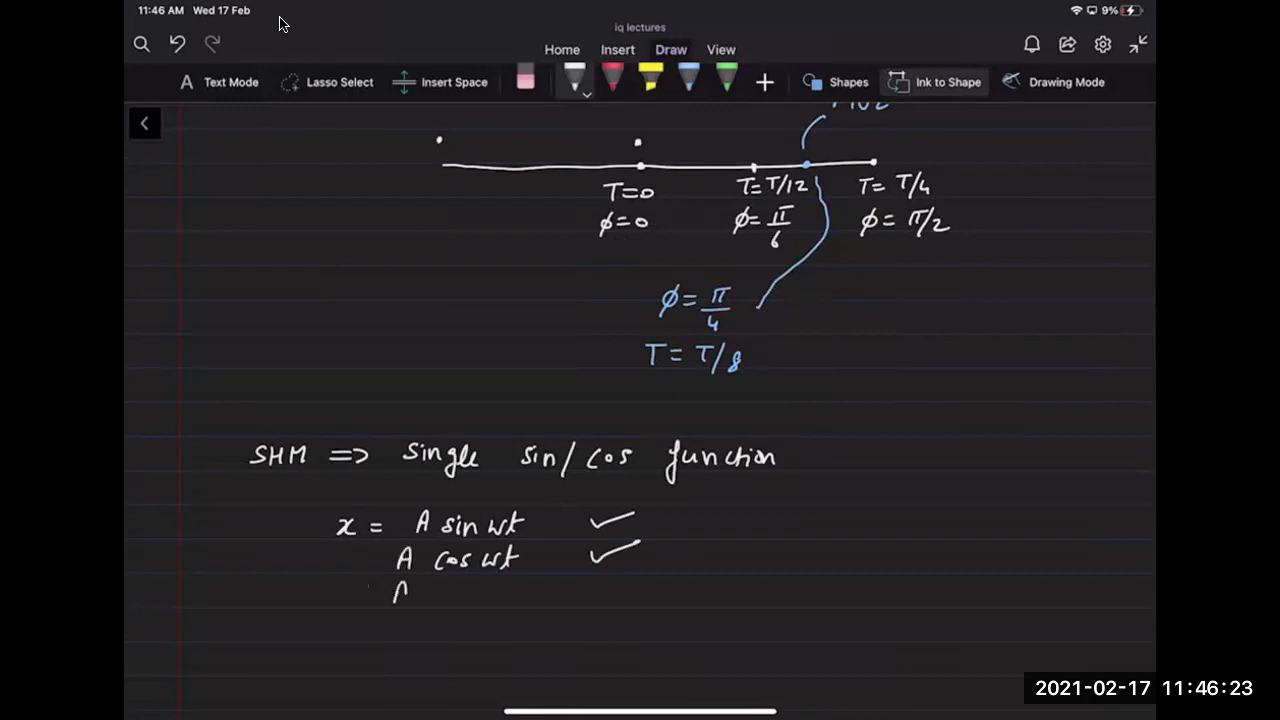 11:46 AM Wed 17 Feb
9%
iq lectures
Home Insert Draw View
Text Mode Lasso Select Insert Space Shapes Ink to Shape Drawing Mode
T=0 T= T/12 T= T/4
φ=0 φ= π/6 φ= π/2
φ= π/4
T= T/8
SHM => single sin/cos function
x = A sin wt ✓
A cos wt ✓
A
2021-02-17 11:46:23